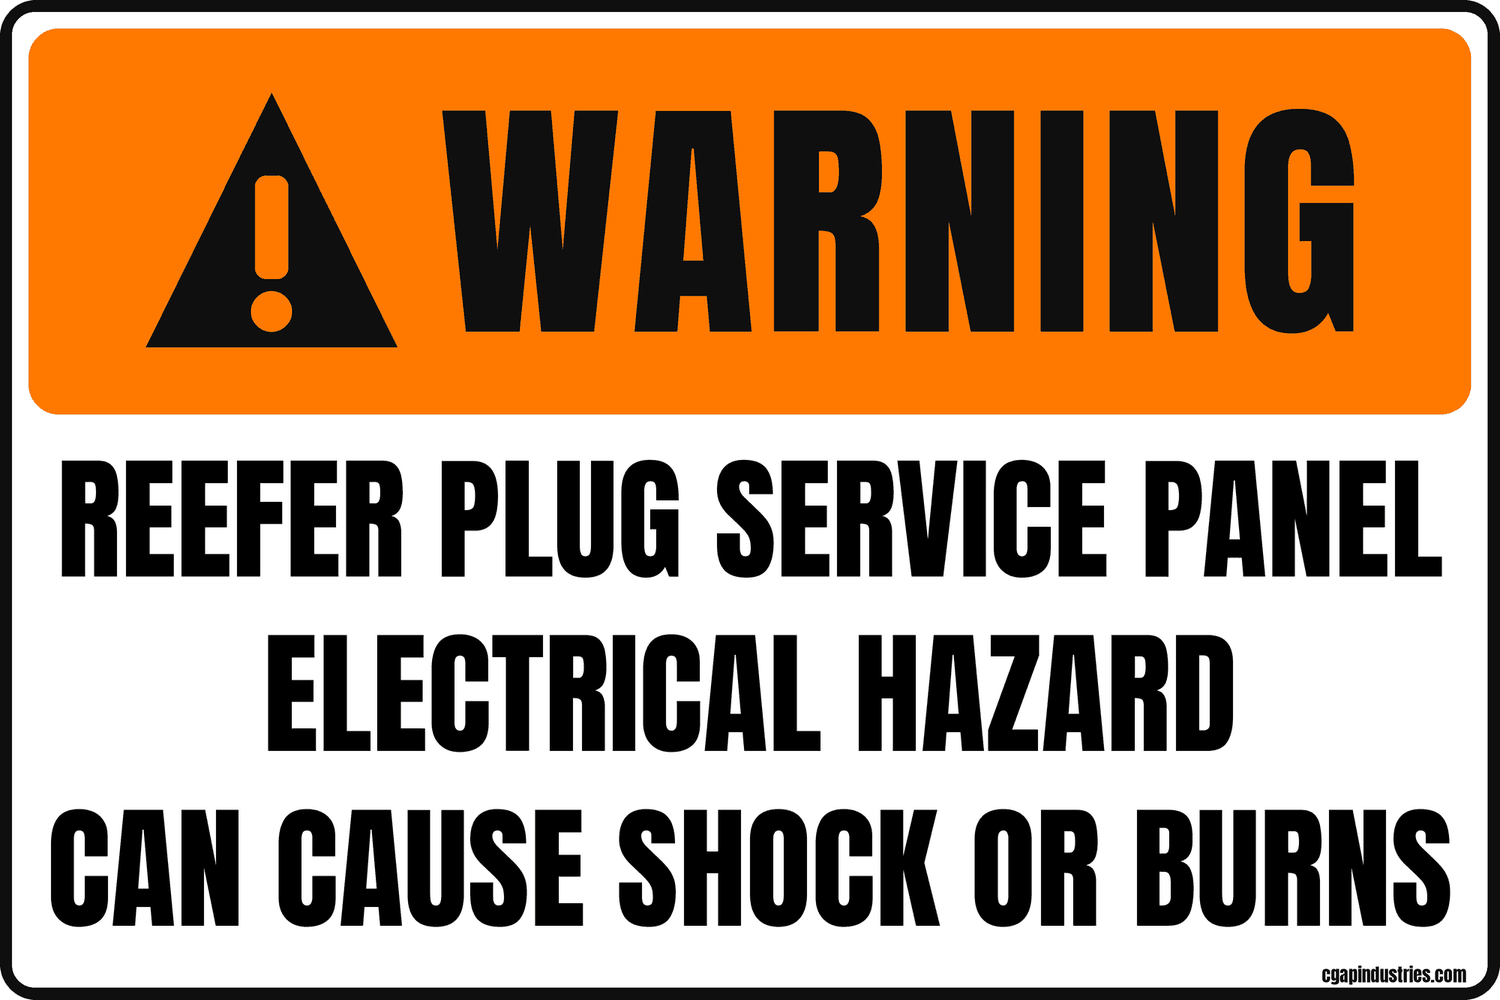 WARNING
REEFER PLUG SERVICE PANEL
ELECTRICAL HAZARD
CAN CAUSE SHOCK OR BURNS
cgapindustries.com